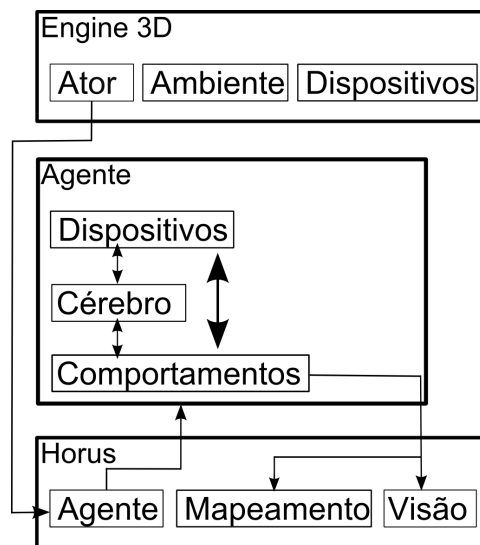 Engine 3D
Ator
Ambiente
Dispositivos
Agente
Dispositivos
Cérebro
Comportamentos
Horus
Agente
Mapeamento
Visão